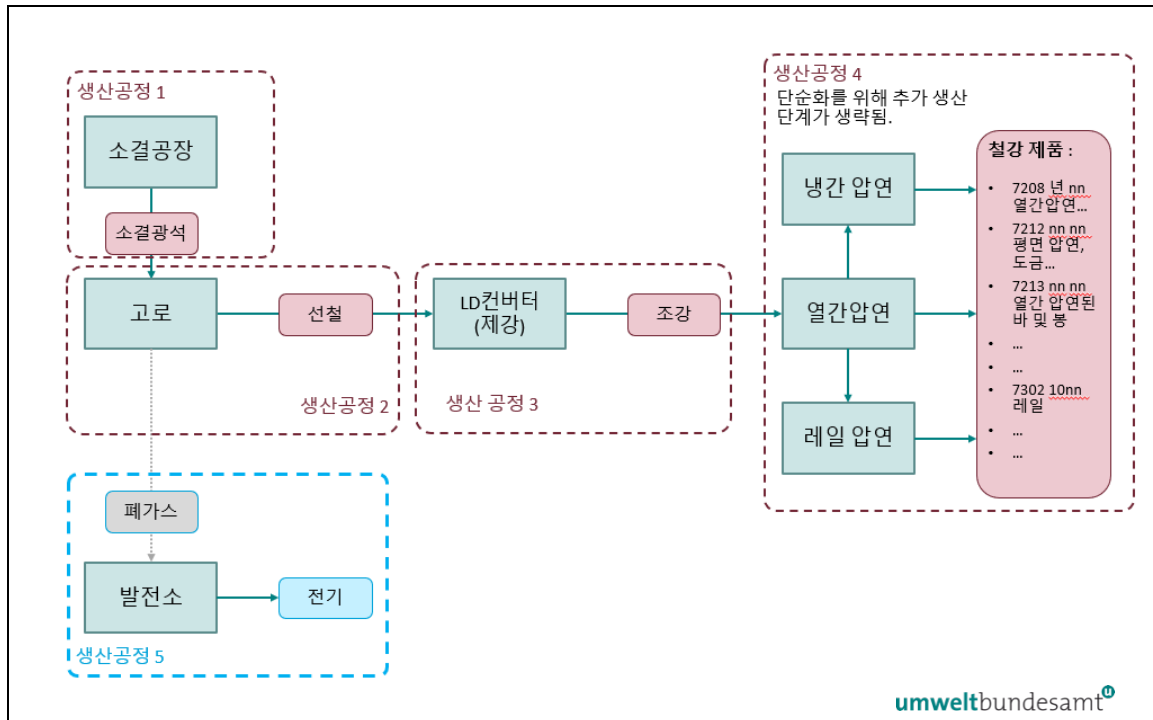 생산공정 1
소결공장
소결광석
고로
선철
생산공정 2
LD컨버터
(제강)
조강
생산 공정 3
생산공정 4
단순화를 위해 추가 생산
단계가 생략됨.
냉간 압연
열간압연
레일 압연
철강 제품 :
• 7208 년 nn
열간압연...
• 7212 nn nn
평면 압연,
도금...
• 7213 nn nn
열간 압연된
바 및 봉
• ...
• ...
• 7302 10nn
레일
• ...
• ...
폐가스
발전소
전기
생산공정 5
umweltbundesamt u